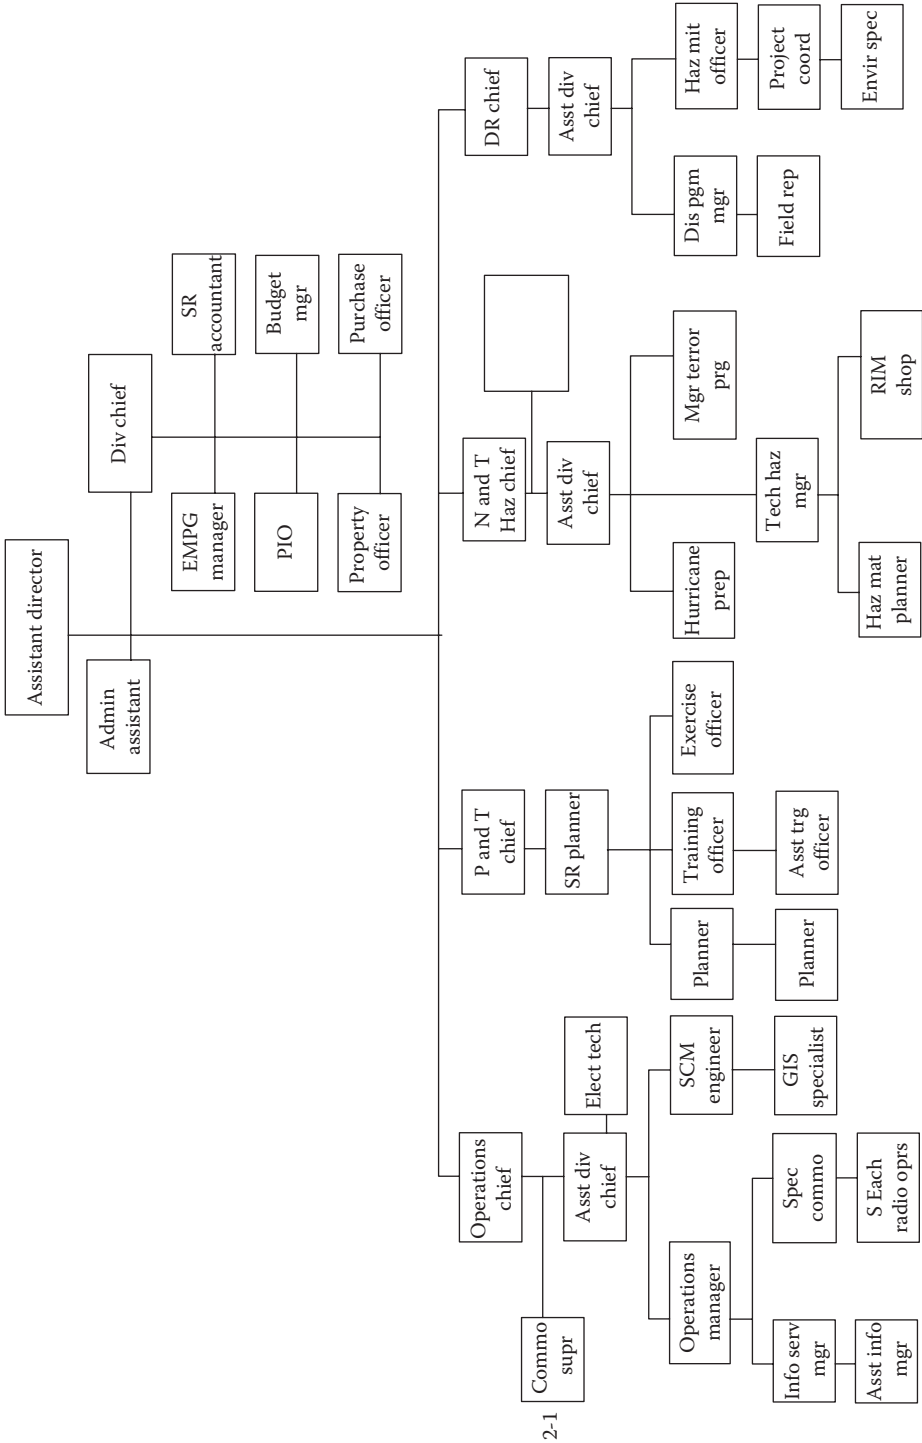 Assistant director
Admin
assistant
Div chief
EMPG
manager
SR
accountant
PIO
Budget
mgr
Property
officer
Purchase
officer
Operations
chief
P and T
chief
N and T
Haz chief
DR chief
Commo
supr
2-1
Asst div
chief
Elect tech
SR planner
Asst div
chief
Asst div
chief
Operations
manager
SCM
engineer
Planner
Training
officer
Exercise
officer
Hurricane
prep
Mgr terror
prg
Dis pgm
mgr
Haz mit
officer
Info serv
mgr
Spec
commo
GIS
specialist
Planner
Asst trg
officer
Tech haz
mgr
Field rep
Project
coord
Asst info
mgr
S Each
radio oprs
Haz mat
planner
RIM
shop
Envir spec